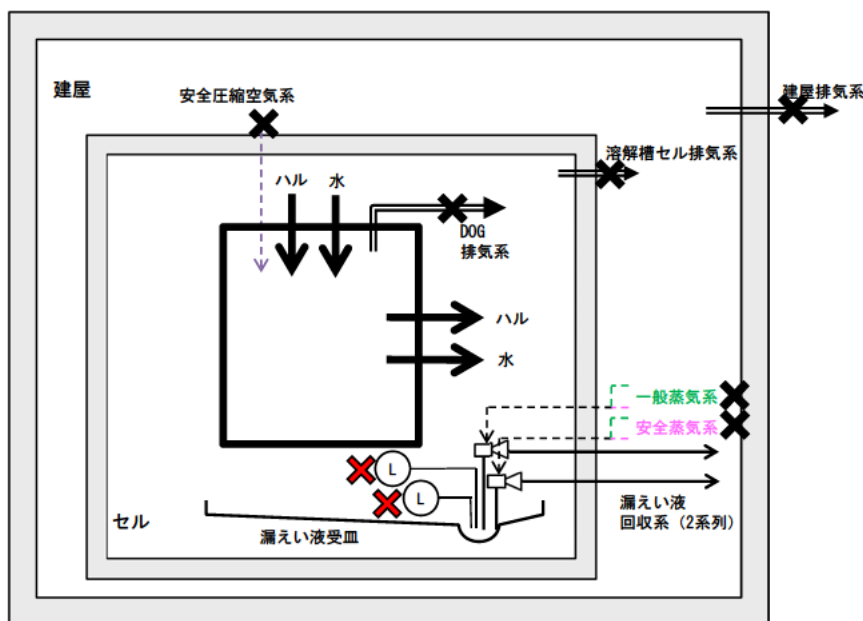 建屋
安全圧縮空気系
建屋排気系
溶解槽セル排気系
ハル
水
DOG
排気系
ハル
水
一般蒸気系
安全蒸気系
L
L
漏えい液
回収系（2系列）
セル
漏えい液受皿